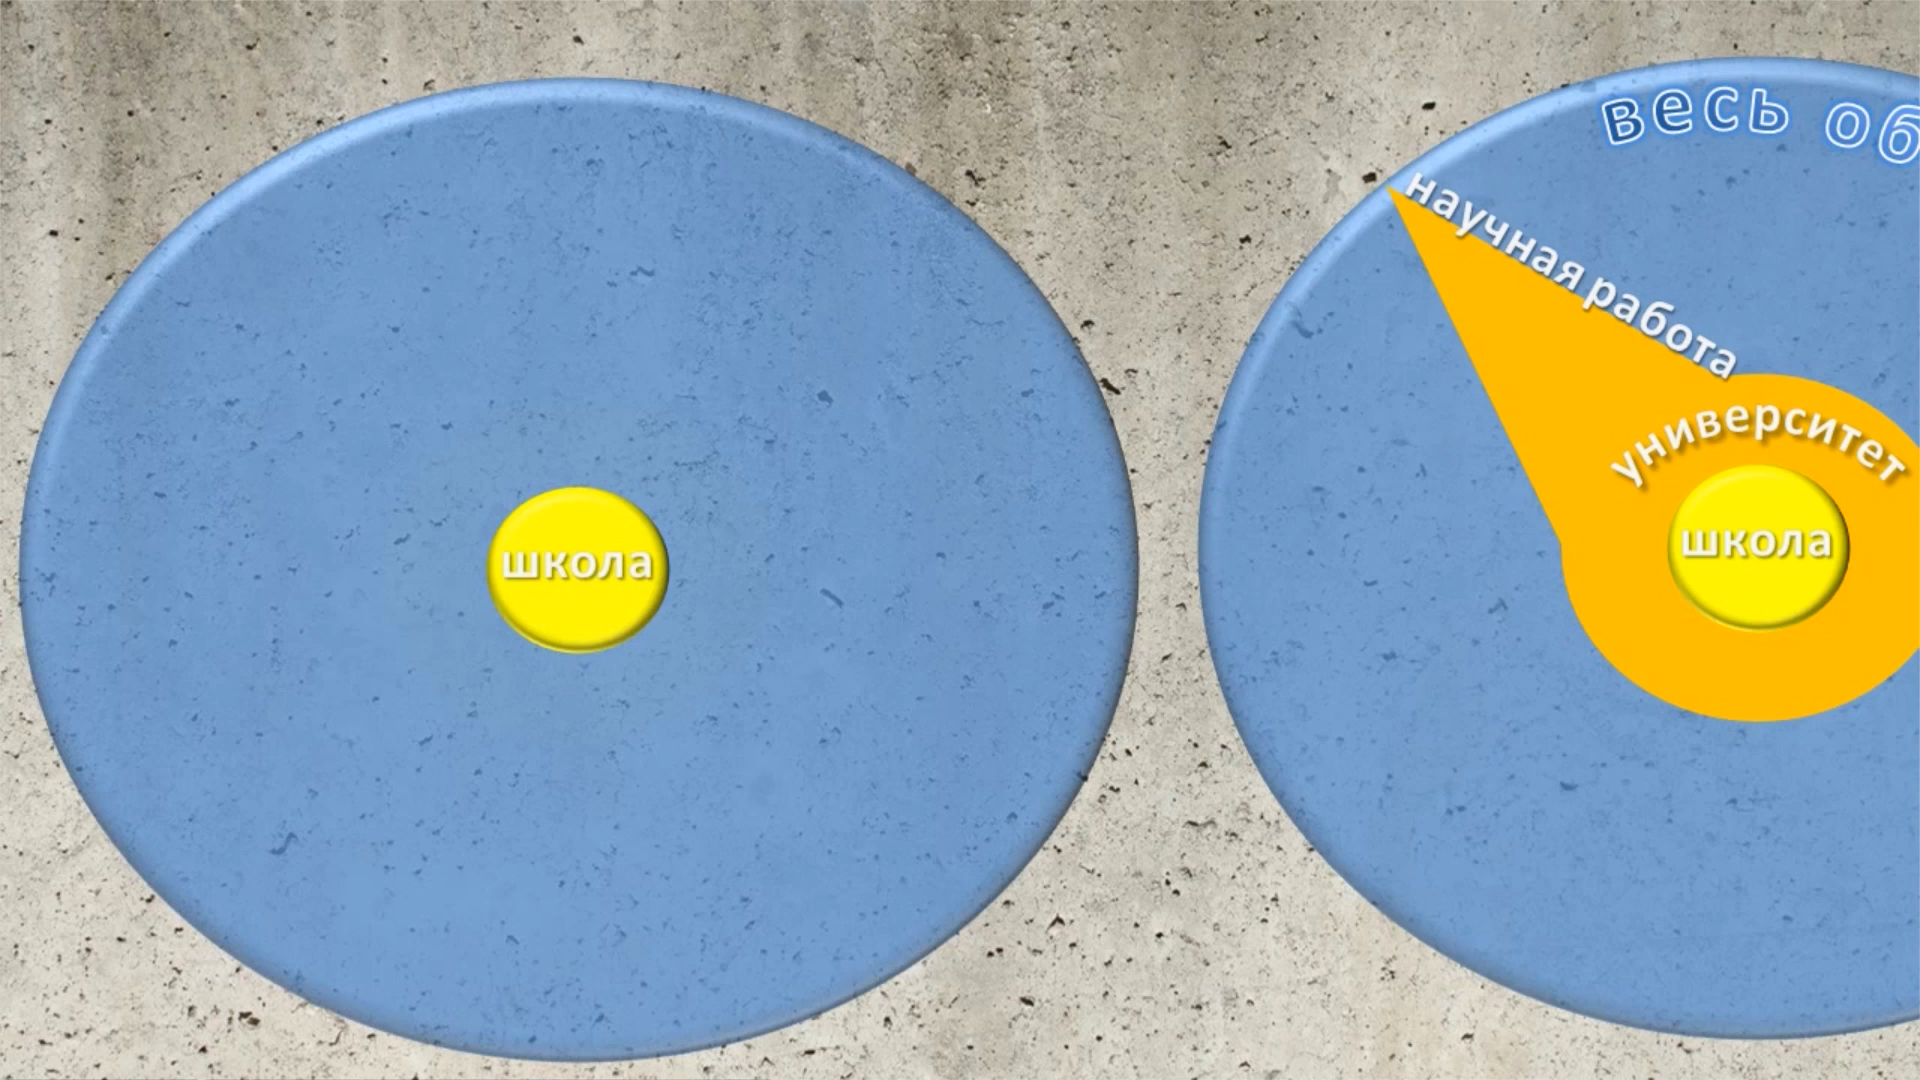 школа
весь об
научная работа
университет
школа